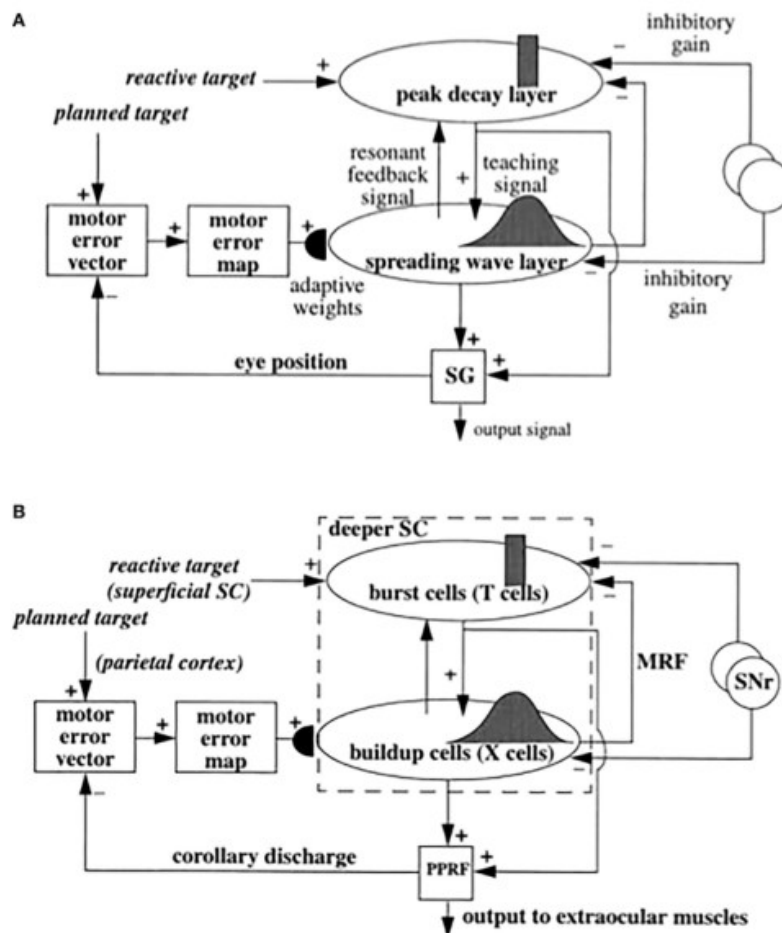 A
inhibitory
gain
reactive target
+
−
peak decay layer
−
planned target
resonant
feedback
signal
+
teaching
signal
+
motor
error
vector
+
motor
error
map
+
spreading wave layer
−
adaptive
weights
inhibitory
gain
−
+
eye position
SG
+
output signal
B
deeper SC
reactive target
(superficial SC)
+
−
burst cells (T cells)
−
planned target
(parietal cortex)
MRF
SNr
+
+
motor
error
vector
+
motor
error
map
+
buildup cells (X cells)
−
−
+
corollary discharge
PPRF
+
output to extraocular muscles